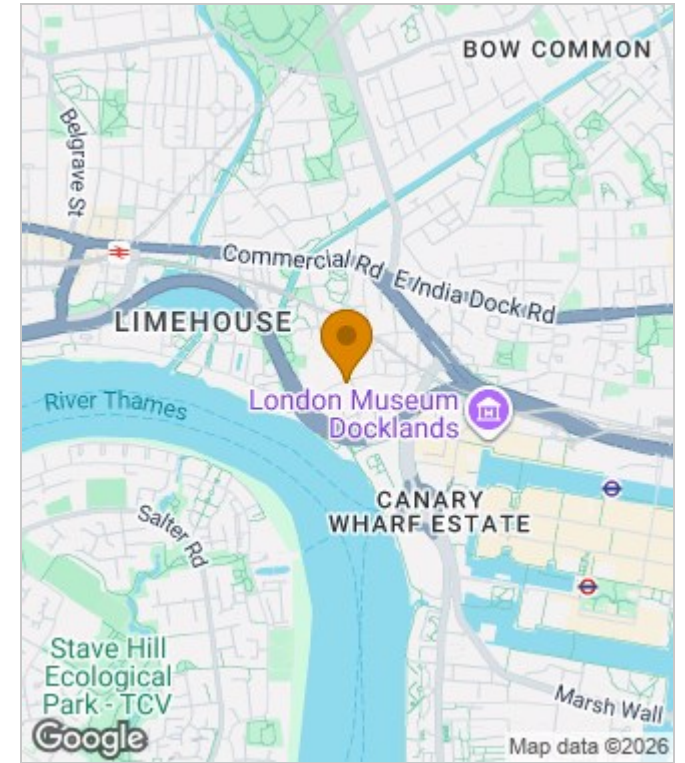 BOW COMMON
Belgrave St
Commercial Rd
E India Dock Rd
LIMEHOUSE
London Museum
Docklands
River Thames
CANARY
WHARF ESTATE
Salter Rd
Stave Hill
Ecological
Park - TCV
Marsh Wall
Google
Map data ©2026